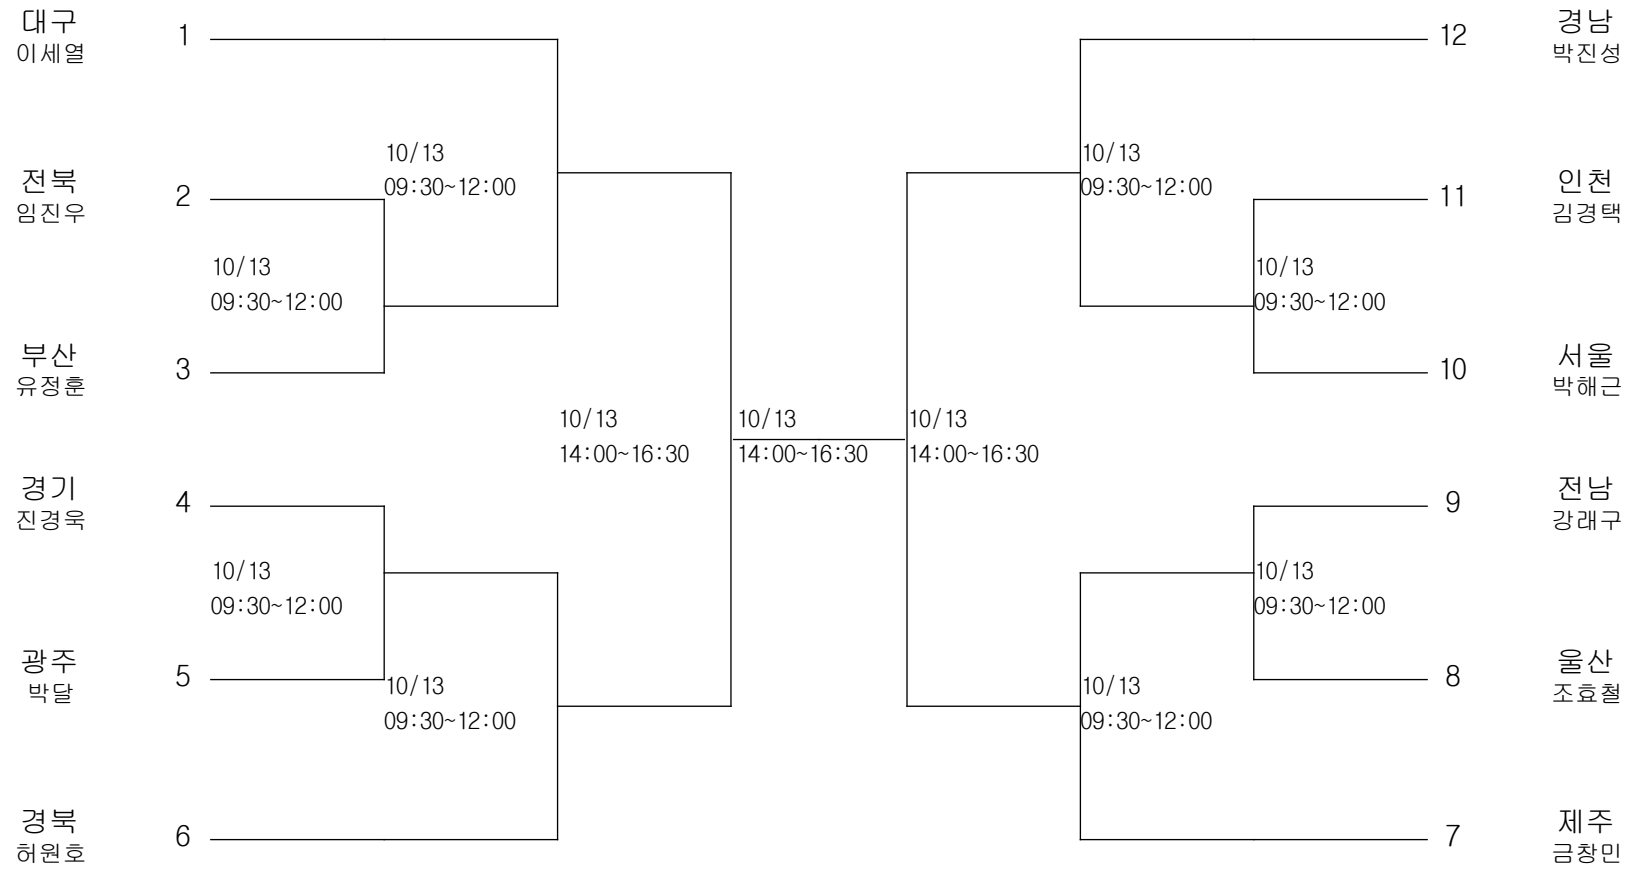 대구
이세열
1
12
경남
박진성
10/13
09:30~12:00
10/13
09:30~12:00
전북
임진우
2
11
인천
김경택
10/13
09:30~12:00
10/13
09:30~12:00
부산
유정훈
3
10
서울
박해근
10/13
14:00~16:30
10/13
14:00~16:30
10/13
14:00~16:30
경기
진경욱
4
9
전남
강래구
10/13
09:30~12:00
10/13
09:30~12:00
광주
박달
5
8
울산
조효철
10/13
09:30~12:00
10/13
09:30~12:00
경북
허원호
6
7
제주
금창민